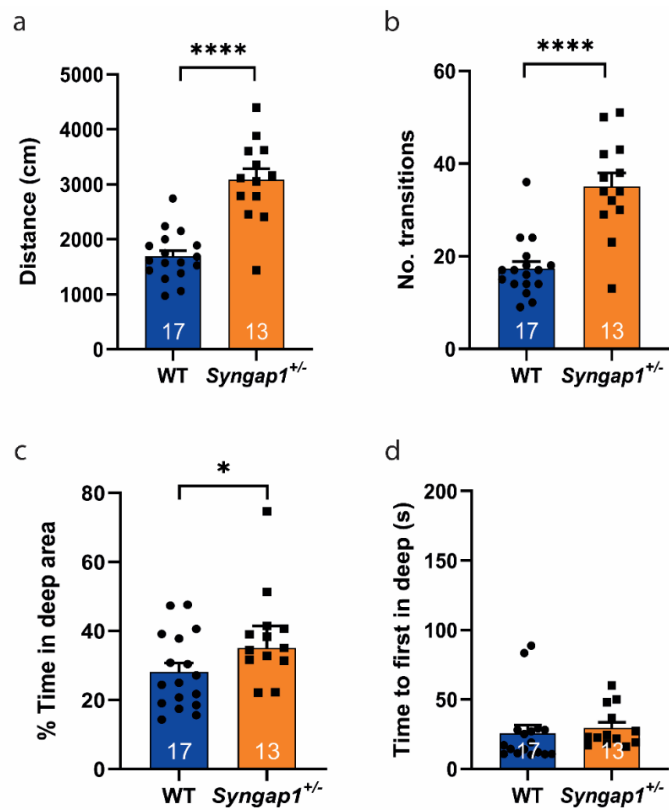 a
****
Distance (cm)
5000
4000
3000
2000
1000
0
17
13
WT
Syngap1+/-
b
****
No. transitions
60
40
20
0
17
13
WT
Syngap1+/-
c
*
% Time in deep area
80
60
40
20
0
17
13
WT
Syngap1+/-
d
Time to first in deep (s)
200
150
100
50
0
17
13
WT
Syngap1+/-